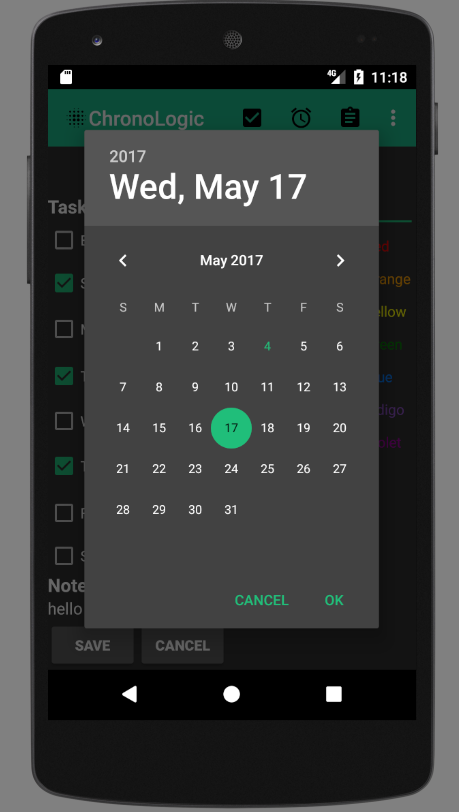 4G 11:18
ChronoLogic
2017
Wed, May 17
May 2017
S M T W T F S
1 2 3 4 5 6
7 8 9 10 11 12 13
14 15 16 17 18 19 20
21 22 23 24 25 26 27
28 29 30 31
CANCEL OK
Task
ange
llow
een
ue
digo
olet
Note
hello
SAVE CANCEL